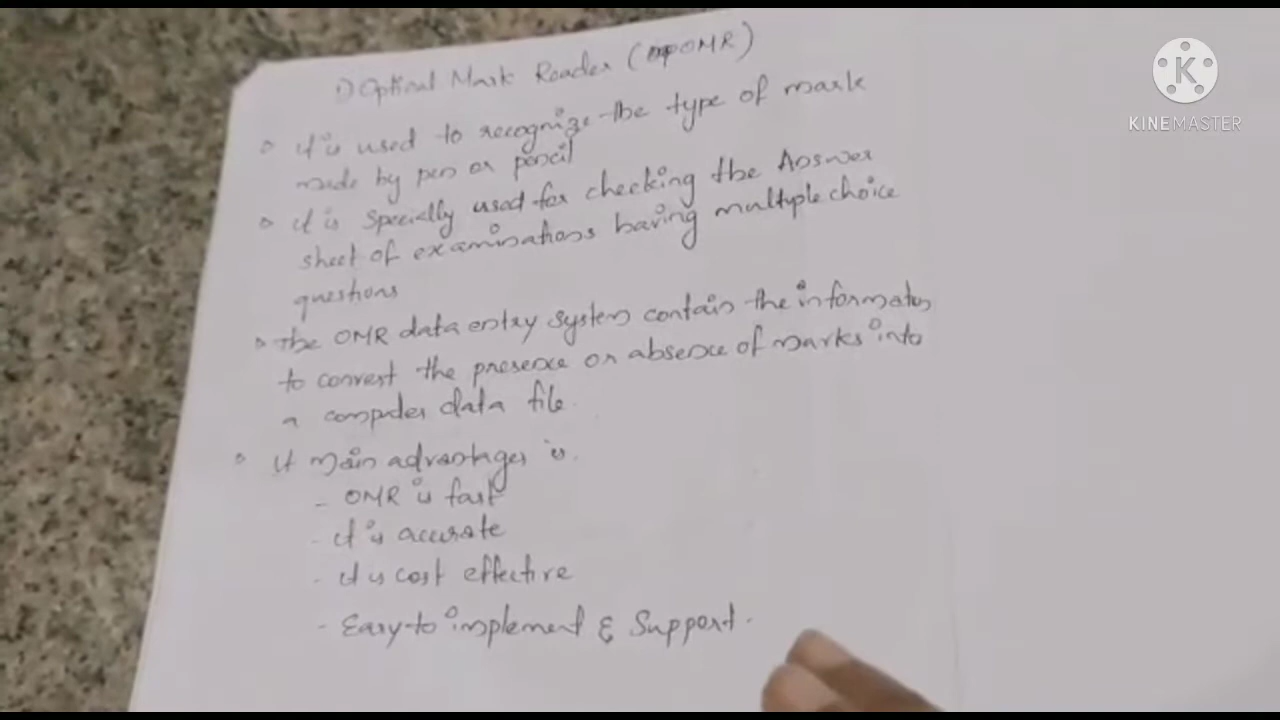 1) Optical Mark Reader (OMR)
It is used to recognize the type of mark
made by pen or pencil
It is specially used for checking the Answer
sheet of examinations having multiple choice
questions
The OMR data entry system contain the information
to convert the presence or absence of marks into
a computer data file.
It main advantages is.
- OMR is fast
- It is accurate
- It is cost effective
- Easy to implement & Support.
KINEMASTER